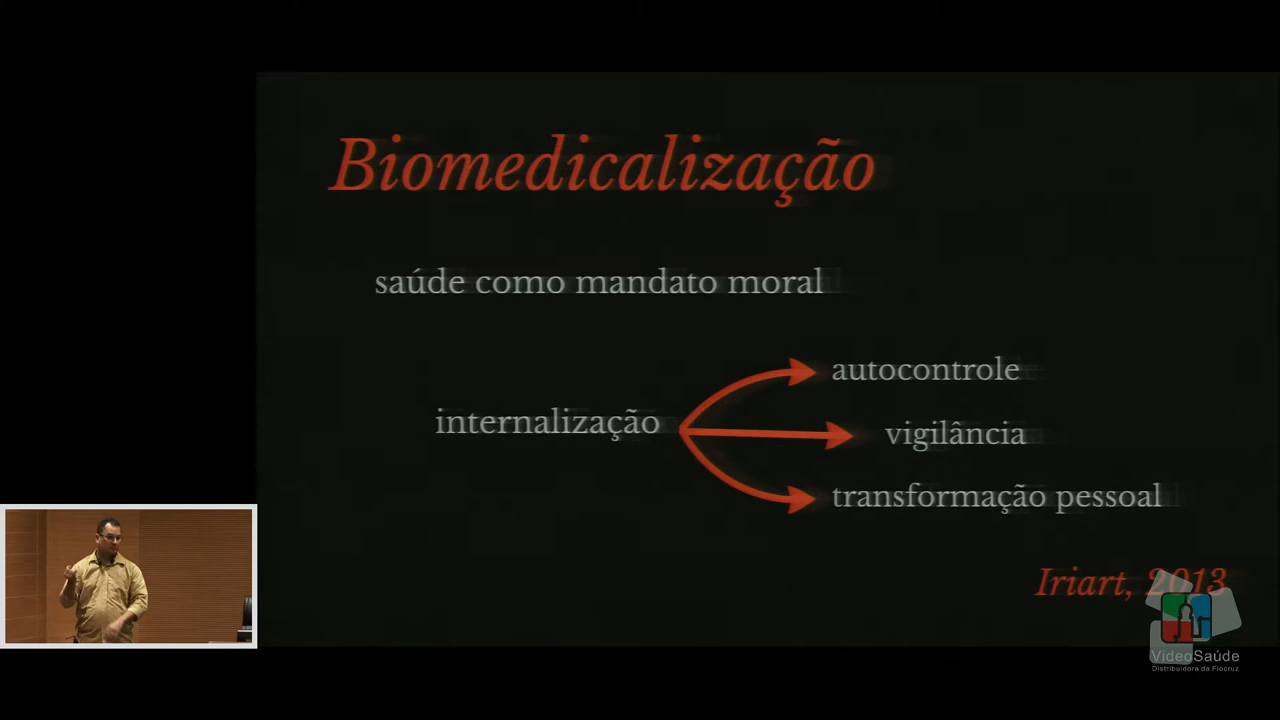 Biomedicalização
saúde como mandato moral
autocontrole
internalização
vigilância
transformação pessoal
Iriart, 2013
VideoSaúde
Distribuidora da Fiocruz